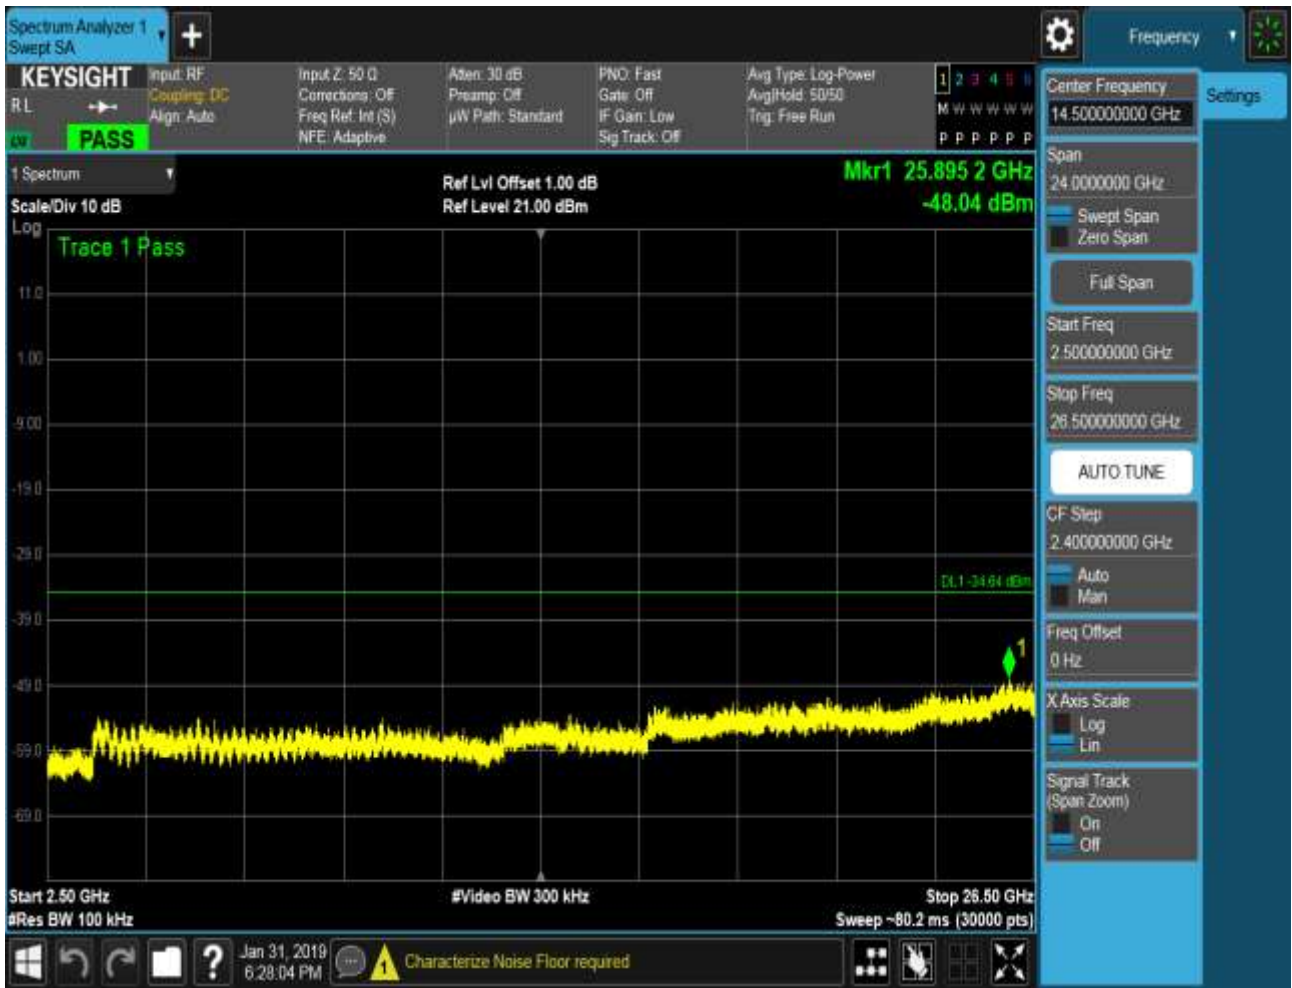 Spectrum Analyzer 1
Swept SA
Frequency
KEYSIGHT
R L
PASS
Input: RF
Coupling: DC
Align: Auto
Input Z: 50 Ω
Corrections: Off
Freq Ref: Int (S)
NFE: Adaptive
Atten: 30 dB
Preamp: Off
µW Path: Standard
PNO: Fast
Gate: Off
IF Gain: Low
Sig Track: Off
Avg Type: Log-Power
Avg|Hold: 50/50
Trig: Free Run
1 2 3 4 5 6
M W W W W W
P P P P P P
1 Spectrum
Scale/Div 10 dB
Ref Lvl Offset 1.00 dB
Ref Level 21.00 dBm
Mkr1 25.895 2 GHz
-48.04 dBm
Log
Trace 1 Pass
11.0
1.00
-9.00
-19.0
-29.0
DL1 -34.64 dBm
-39.0
1
-49.0
-59.0
-69.0
Start 2.50 GHz
#Video BW 300 kHz
Stop 26.50 GHz
#Res BW 100 kHz
Sweep ~80.2 ms (30000 pts)
?
Jan 31, 2019
6:28:04 PM
1
Characterize Noise Floor required
Center Frequency
14.500000000 GHz
Settings
Span
24.0000000 GHz
Swept Span
Zero Span
Full Span
Start Freq
2.500000000 GHz
Stop Freq
26.500000000 GHz
AUTO TUNE
CF Step
2.400000000 GHz
Auto
Man
Freq Offset
0 Hz
X Axis Scale
Log
Lin
Signal Track
(Span Zoom)
On
Off